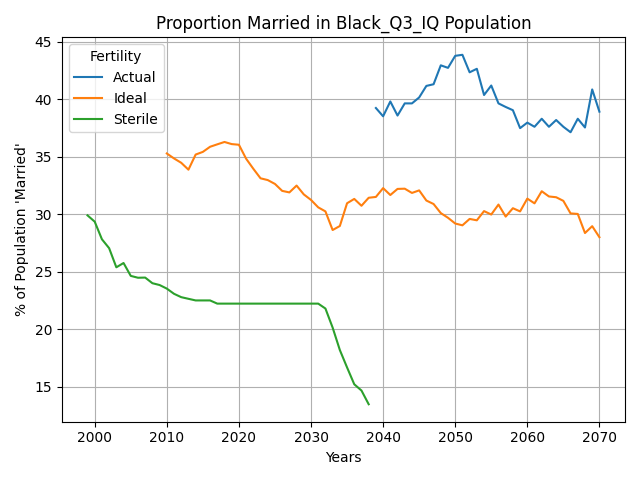 Proportion Married in Black_Q3_IQ Population
% of Population 'Married'
45
40
35
30
25
20
15
Fertility
Actual
Ideal
Sterile
2000 2010 2020 2030 2040 2050 2060 2070
Years